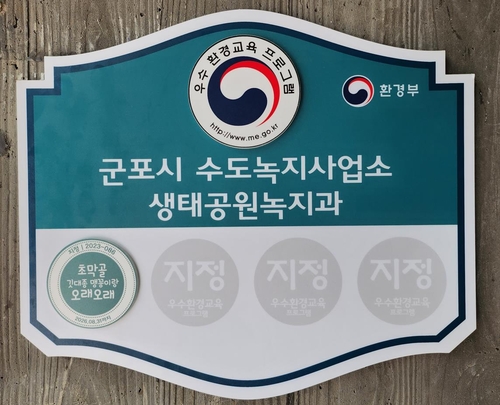 우수 환경교육 프로그램
http://www.me.go.kr
환경부
군포시 수도녹지사업소
생태공원녹지과
지정 | 2023-086
초막골
깃대종 맹꽁이랑
오래오래
지정
우수환경교육
프로그램
지정
우수환경교육
프로그램
지정
우수환경교육
프로그램